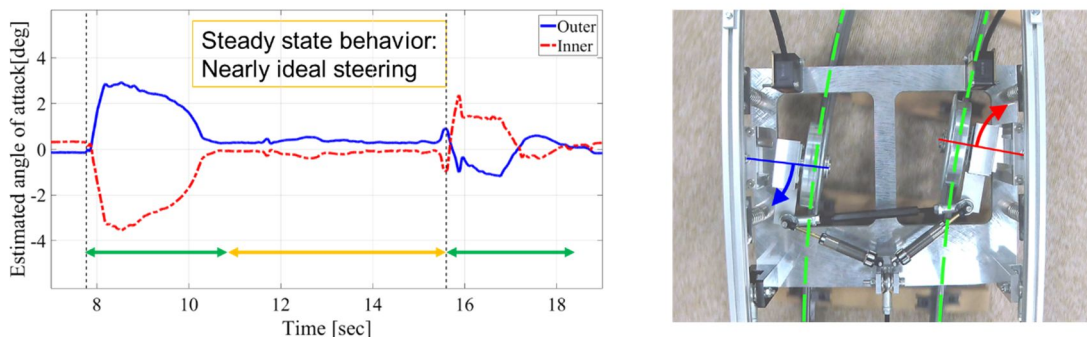 Outer
Inner
Steady state behavior:
Nearly ideal steering
Estimated angle of attack[deg]
4
2
0
-2
-4
8
10
12
14
16
18
Time [sec]